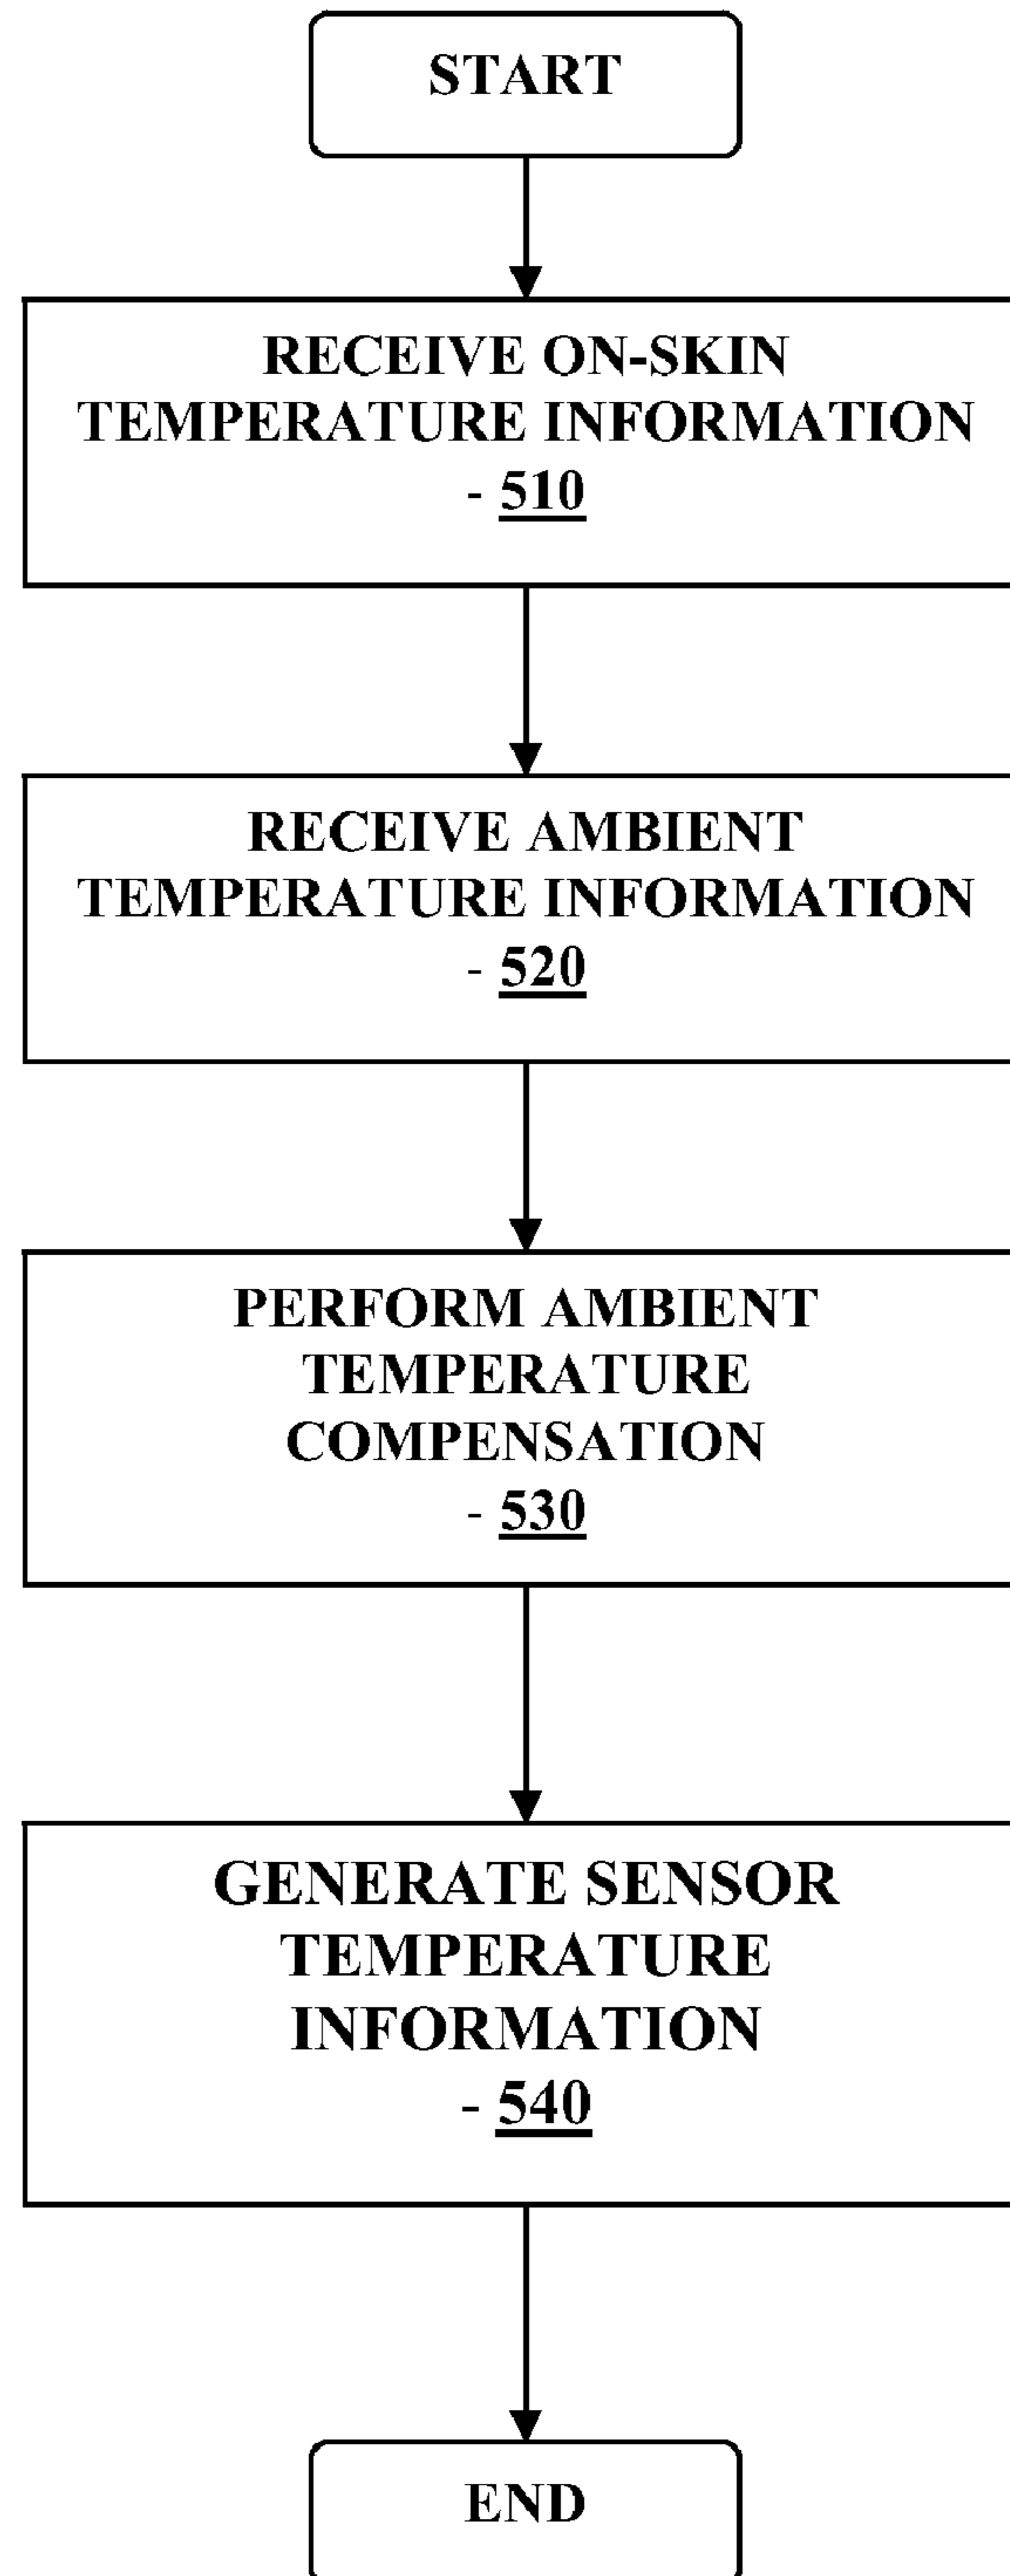 START
RECEIVE ON-SKIN
TEMPERATURE INFORMATION
- 510
RECEIVE AMBIENT
TEMPERATURE INFORMATION
- 520
PERFORM AMBIENT
TEMPERATURE
COMPENSATION
- 530
GENERATE SENSOR
TEMPERATURE
INFORMATION
- 540
END